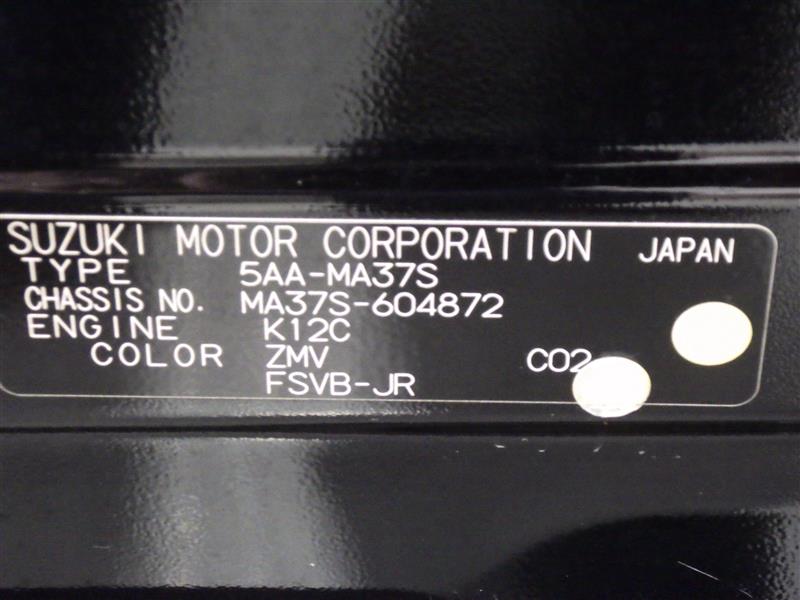 SUZUKI MOTOR CORPORATION JAPAN
TYPE 5AA-MA37S
CHASSIS NO. MA37S-604872
ENGINE K12C
COLOR ZMV CO2
FSVB-JR